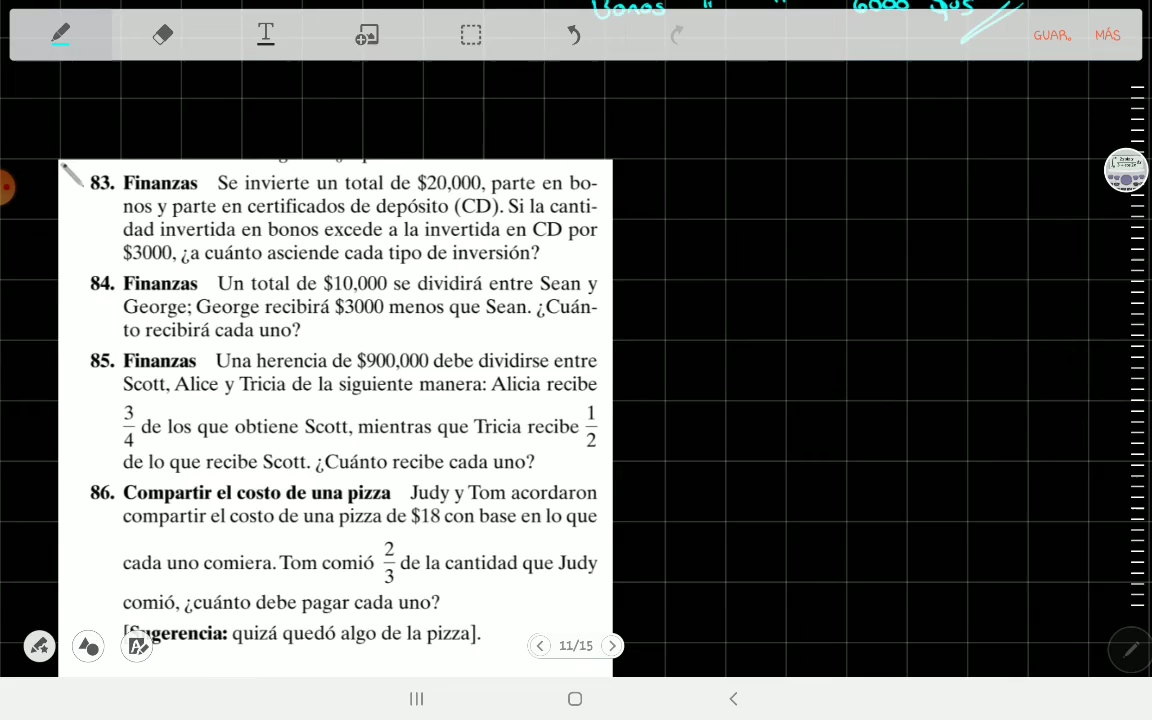 Bonos " " 6000 qus
T
GUAR. MÁS
83. Finanzas Se invierte un total de $20,000, parte en bo-
nos y parte en certificados de depósito (CD). Si la canti-
dad invertida en bonos excede a la invertida en CD por
$3000, ¿a cuánto asciende cada tipo de inversión?
84. Finanzas Un total de $10,000 se dividirá entre Sean y
George; George recibirá $3000 menos que Sean. ¿Cuán-
to recibirá cada uno?
85. Finanzas Una herencia de $900,000 debe dividirse entre
Scott, Alice y Tricia de la siguiente manera: Alicia recibe
3/4 de los que obtiene Scott, mientras que Tricia recibe 1/2
de lo que recibe Scott. ¿Cuánto recibe cada uno?
86. Compartir el costo de una pizza Judy y Tom acordaron
compartir el costo de una pizza de $18 con base en lo que
cada uno comiera. Tom comió 2/3 de la cantidad que Judy
comió, ¿cuánto debe pagar cada uno?
[Sugerencia: quizá quedó algo de la pizza].
11/15